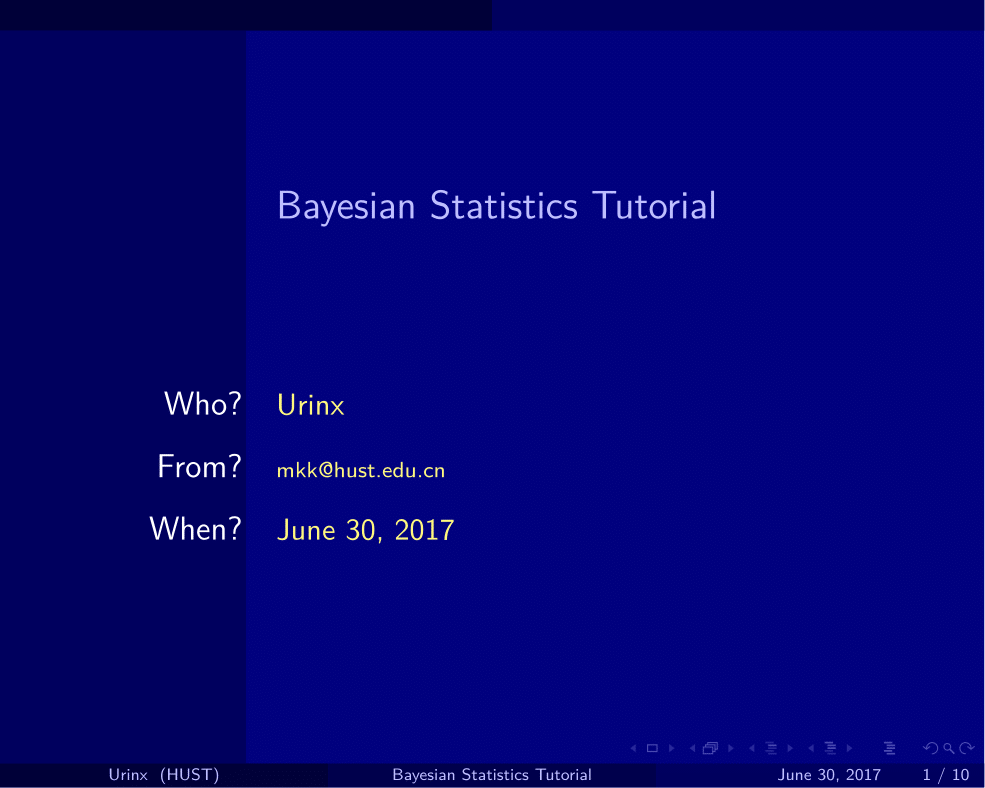 Bayesian Statistics Tutorial
Who? Urinx
From? mkk@hust.edu.cn
When? June 30, 2017
Urinx (HUST) Bayesian Statistics Tutorial June 30, 2017 1 / 10